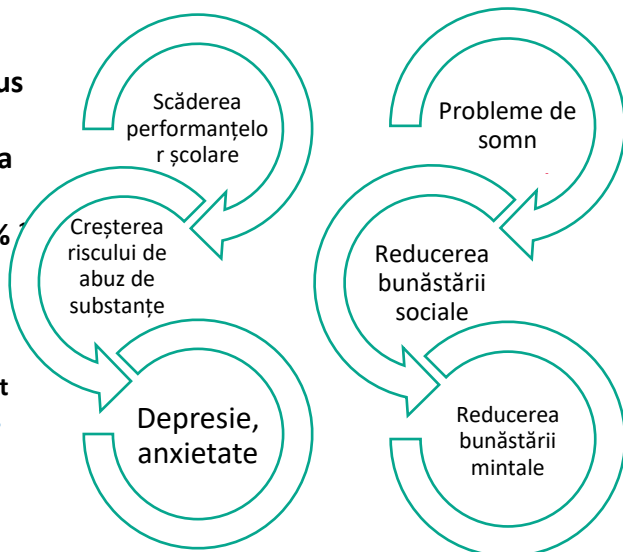 us
a
%
t
Scăderea
performanțelo
r școlare
Creșterea
riscului de
abuz de
substanțe
Depresie,
anxietate
Probleme de
somn
Reducerea
bunăstării
sociale
Reducerea
bunăstării
mintale